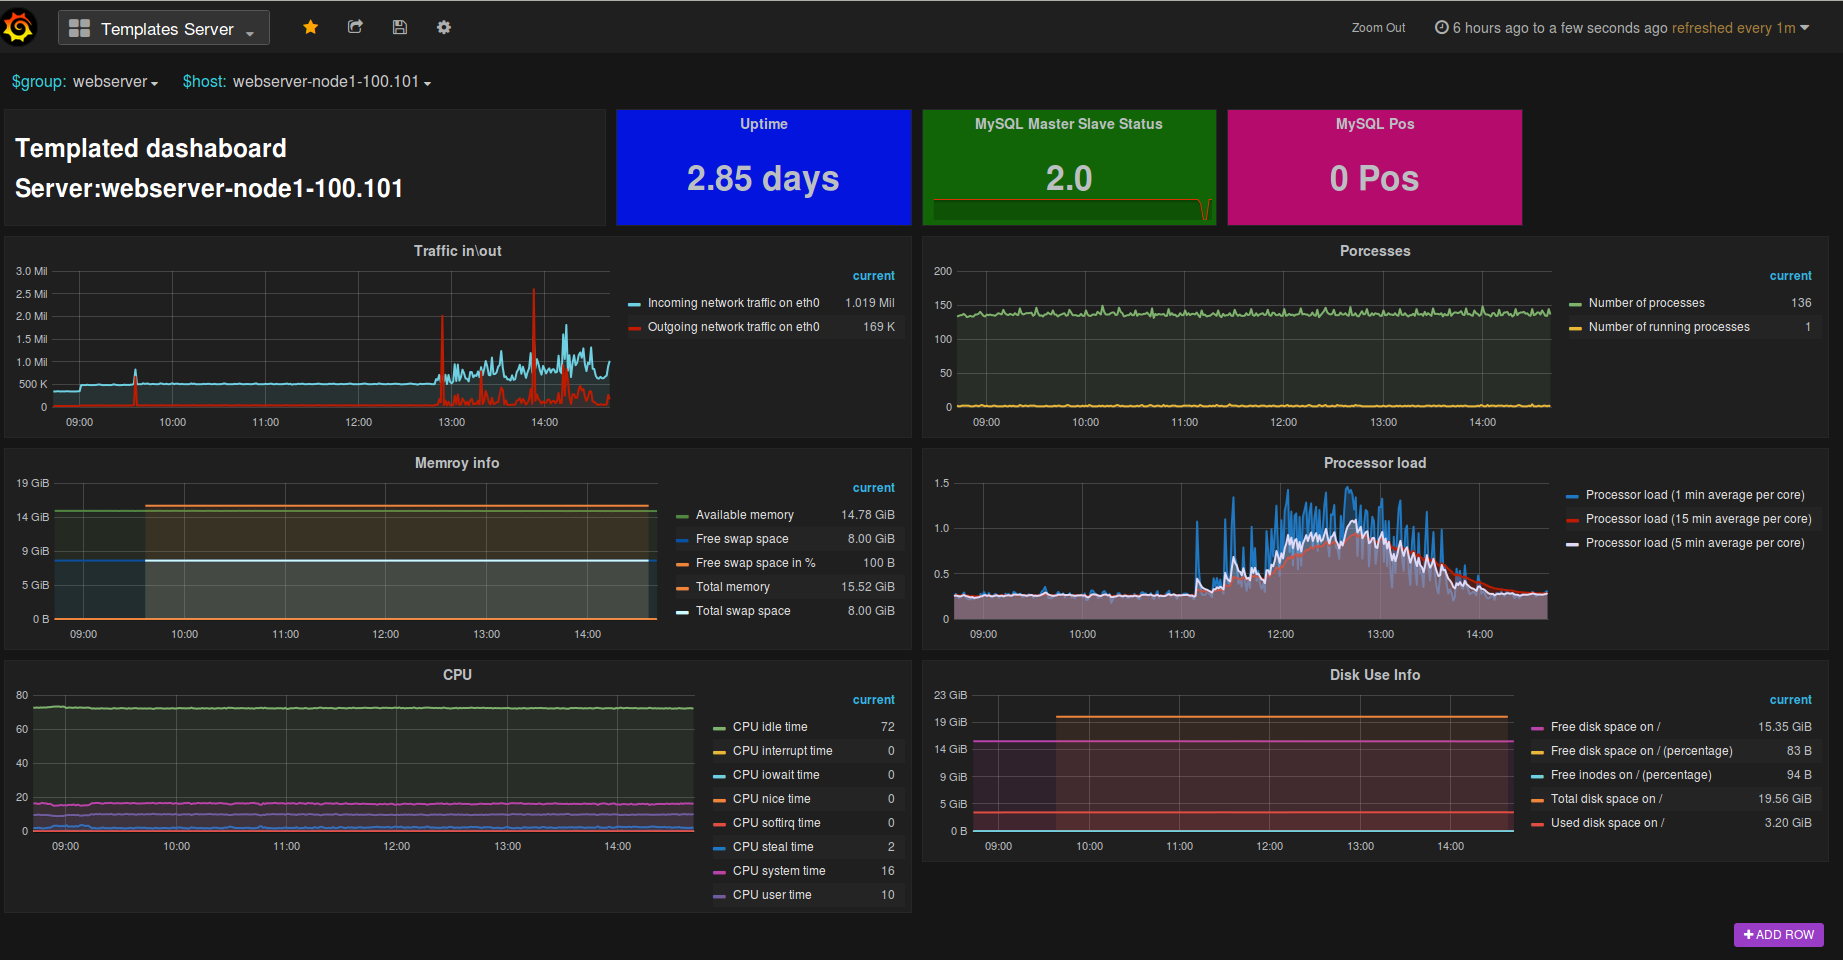 Templates Server
Zoom Out
6 hours ago to a few seconds ago refreshed every 1m
$group: webserver
$host: webserver-node1-100.101
Templated dashaboard
Server:webserver-node1-100.101
Uptime
2.85 days
MySQL Master Slave Status
2.0
MySQL Pos
0 Pos
Traffic in\out
3.0 Mil
2.5 Mil
2.0 Mil
1.5 Mil
1.0 Mil
500 K
0
09:00 10:00 11:00 12:00 13:00 14:00
current
Incoming network traffic on eth0 1.019 Mil
Outgoing network traffic on eth0 169 K
Porcesses
200
150
100
50
0
09:00 10:00 11:00 12:00 13:00 14:00
current
Number of processes 136
Number of running processes 1
Memroy info
19 GiB
14 GiB
9 GiB
5 GiB
0 B
09:00 10:00 11:00 12:00 13:00 14:00
current
Available memory 14.78 GiB
Free swap space 8.00 GiB
Free swap space in % 100 B
Total memory 15.52 GiB
Total swap space 8.00 GiB
Processor load
1.5
1.0
0.5
0
09:00 10:00 11:00 12:00 13:00 14:00
Processor load (1 min average per core)
Processor load (15 min average per core)
Processor load (5 min average per core)
CPU
80
60
40
20
0
09:00 10:00 11:00 12:00 13:00 14:00
current
CPU idle time 72
CPU interrupt time 0
CPU iowait time 0
CPU nice time 0
CPU softirq time 0
CPU steal time 2
CPU system time 16
CPU user time 10
Disk Use Info
23 GiB
19 GiB
14 GiB
9 GiB
5 GiB
0 B
09:00 10:00 11:00 12:00 13:00 14:00
current
Free disk space on / 15.35 GiB
Free disk space on / (percentage) 83 B
Free inodes on / (percentage) 94 B
Total disk space on / 19.56 GiB
Used disk space on / 3.20 GiB
ADD ROW